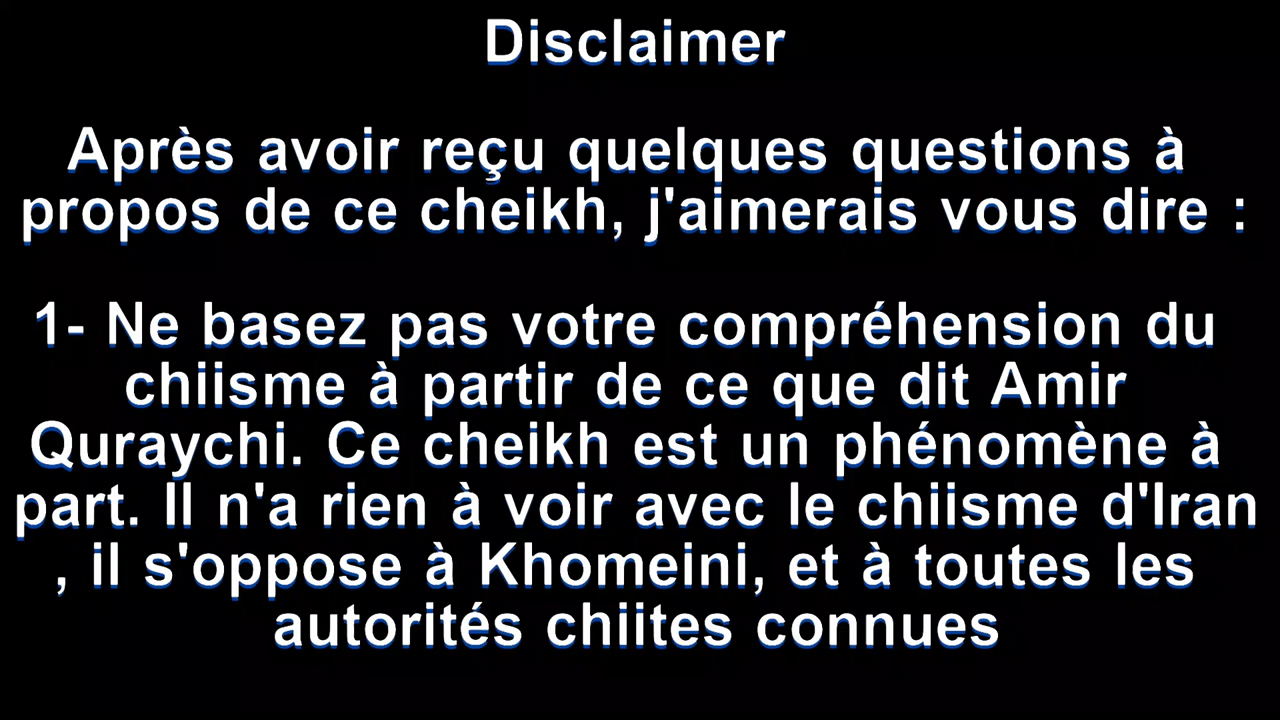 Disclaimer
Après avoir reçu quelques questions à
propos de ce cheikh, j'aimerais vous dire :
1- Ne basez pas votre compréhension du
chiisme à partir de ce que dit Amir
Quraychi. Ce cheikh est un phénomène à
part. Il n'a rien à voir avec le chiisme d'Iran
, il s'oppose à Khomeini, et à toutes les
autorités chiites connues